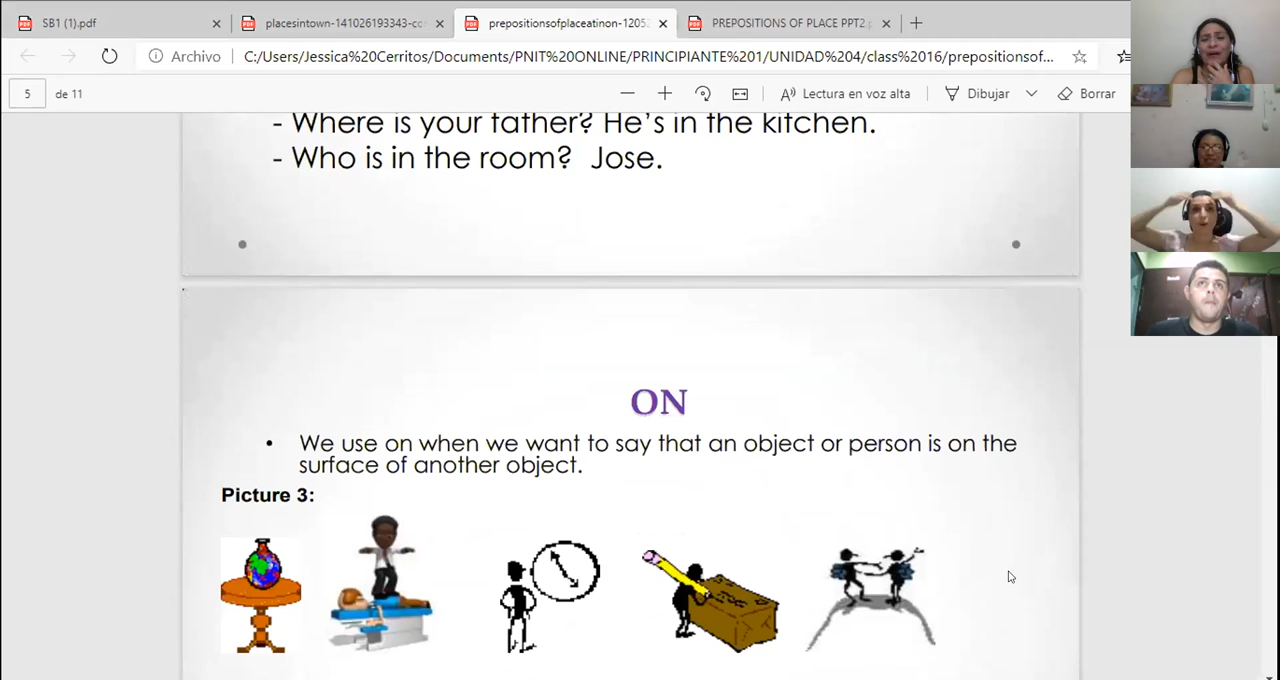 SB1 (1).pdf
placesintown-141026193343-co
prepositionsofplaceatinon-1205
PREPOSITIONS OF PLACE PPT2.p
Archivo
C:/Users/Jessica%20Cerritos/Documents/PNIT%20ONLINE/PRINCIPIANTE%201/UNIDAD%204/class%2016/prepositionsof...
5 de 11
Lectura en voz alta
Dibujar
Borrar
- Where is your father? He's in the kitchen.
- Who is in the room? Jose.
ON
• We use on when we want to say that an object or person is on the
surface of another object.
Picture 3: